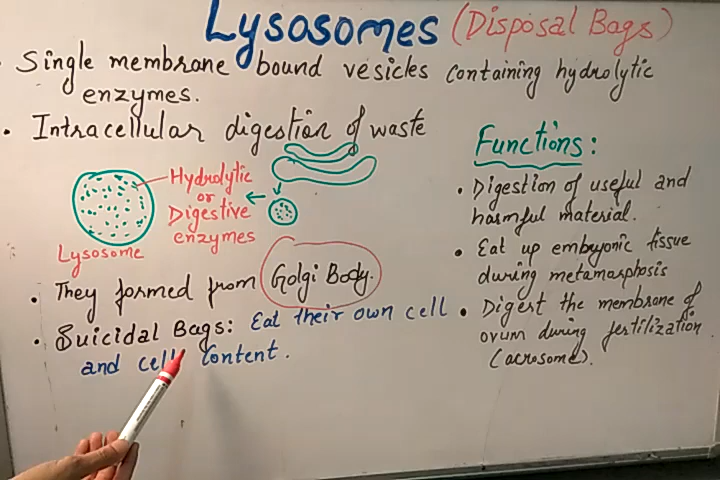 Lysosomes (Disposal Bags)
• Single membrane bound vesicles containing hydrolytic
enzymes.
• Intracellular digestion of waste
Hydrolytic
or
Digestive
enzymes
Lysosome
• They formed from Golgi Body.
• Suicidal Bags: Eat their own cell
and cell content.
Functions:
• Digestion of useful and
harmful material.
• Eat up embryonic tissue
during metamorphosis
• Digest the membrane of
ovum during fertilization
(acrosome).